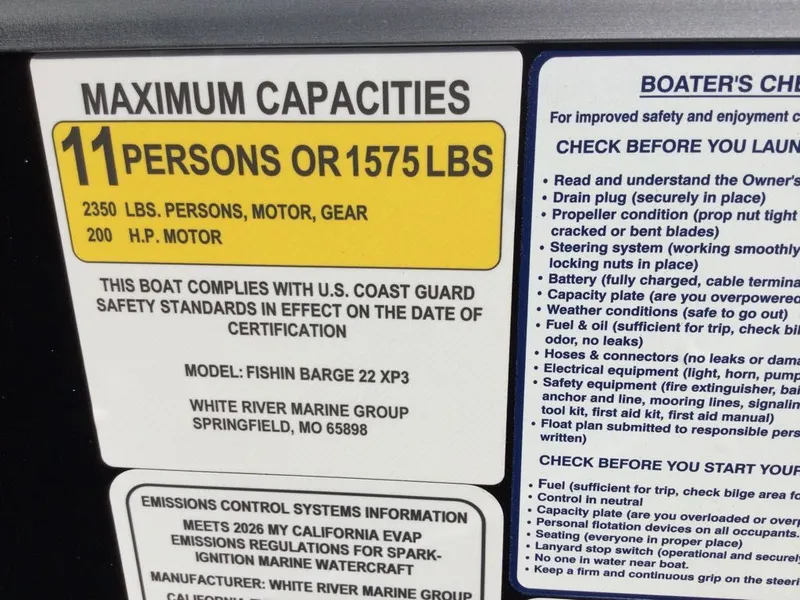 MAXIMUM CAPACITIES
11 PERSONS OR 1575 LBS
2350 LBS. PERSONS, MOTOR, GEAR
200 H.P. MOTOR
THIS BOAT COMPLIES WITH U.S. COAST GUARD
SAFETY STANDARDS IN EFFECT ON THE DATE OF
CERTIFICATION
MODEL: FISHIN BARGE 22 XP3
WHITE RIVER MARINE GROUP
SPRINGFIELD, MO 65898
EMISSIONS CONTROL SYSTEMS INFORMATION
MEETS 2026 MY CALIFORNIA EVAP
EMISSIONS REGULATIONS FOR SPARK-
IGNITION MARINE WATERCRAFT
MANUFACTURER: WHITE RIVER MARINE GROUP
BOATER'S
For improved safety and enjoyment
CHECK BEFORE YOU
• Read and understand the Owner's
• Drain plug (securely in place)
• Propeller condition (prop nut tight
cracked or bent blades)
• Steering system (working smoothly
locking nuts in place)
• Battery (fully charged, cable
• Capacity plate (are you overpowered
• Weather conditions (safe to go out)
• Fuel & oil (sufficient for trip, check
odor, no leaks)
• Hoses & connectors (no leaks or
• Electrical equipment (light, horn,
• Safety equipment (fire extinguisher,
anchor and line, mooring lines,
tool kit, first aid kit, first aid manual)
• Float plan submitted to responsible
written)
CHECK BEFORE YOU START YOUR
• Fuel (sufficient for trip, check bilge area
• Control in neutral
• Capacity plate (are you overloaded or
• Personal flotation devices on all occupants.
• Seating (everyone in proper place)
• Lanyard stop switch (operational and
• No one in water near boat.
• Keep a firm and continuous grip on the